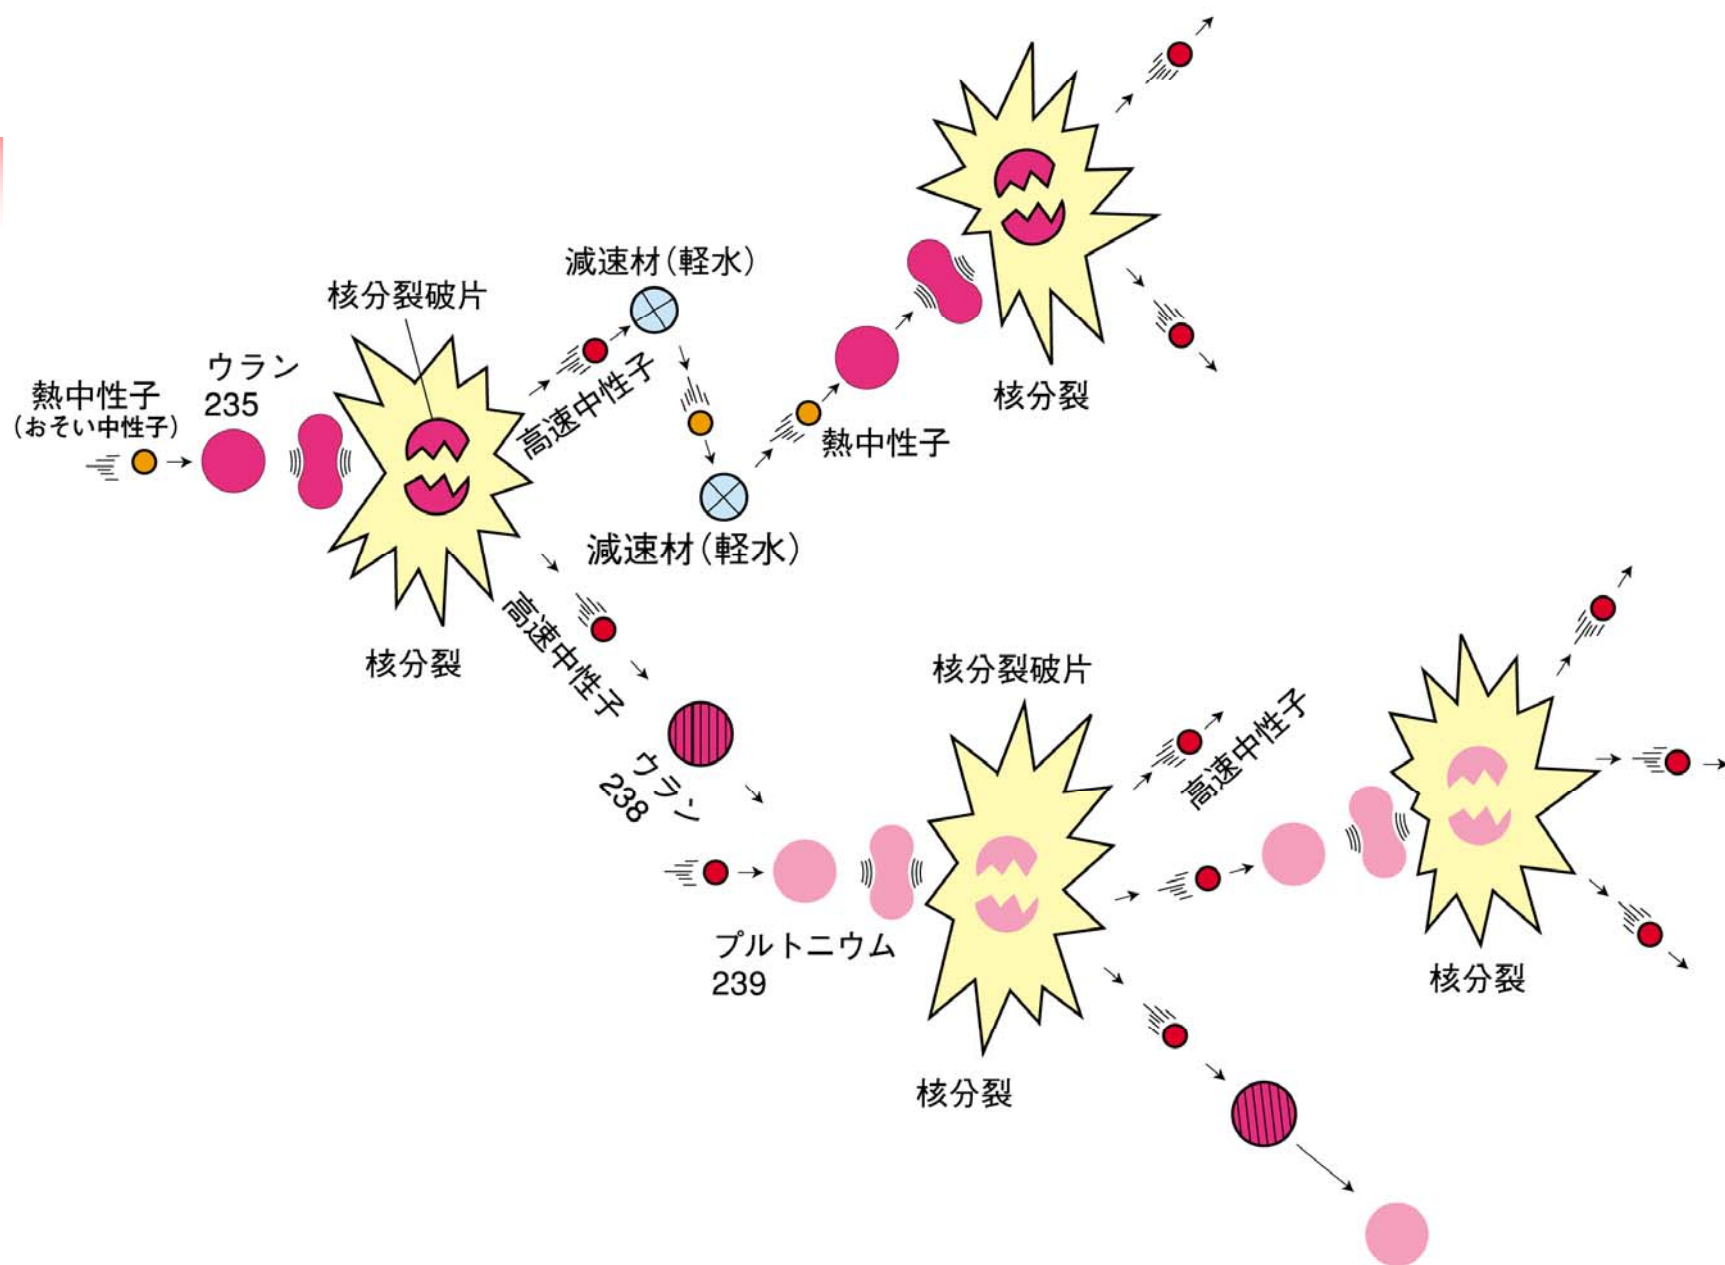 熱中性子
(おそい中性子)
ウラン
235
核分裂破片
核分裂
高速中性子
減速材(軽水)
減速材(軽水)
熱中性子
核分裂
高速中性子
ウラン
238
プルトニウム
239
核分裂破片
核分裂
高速中性子
核分裂